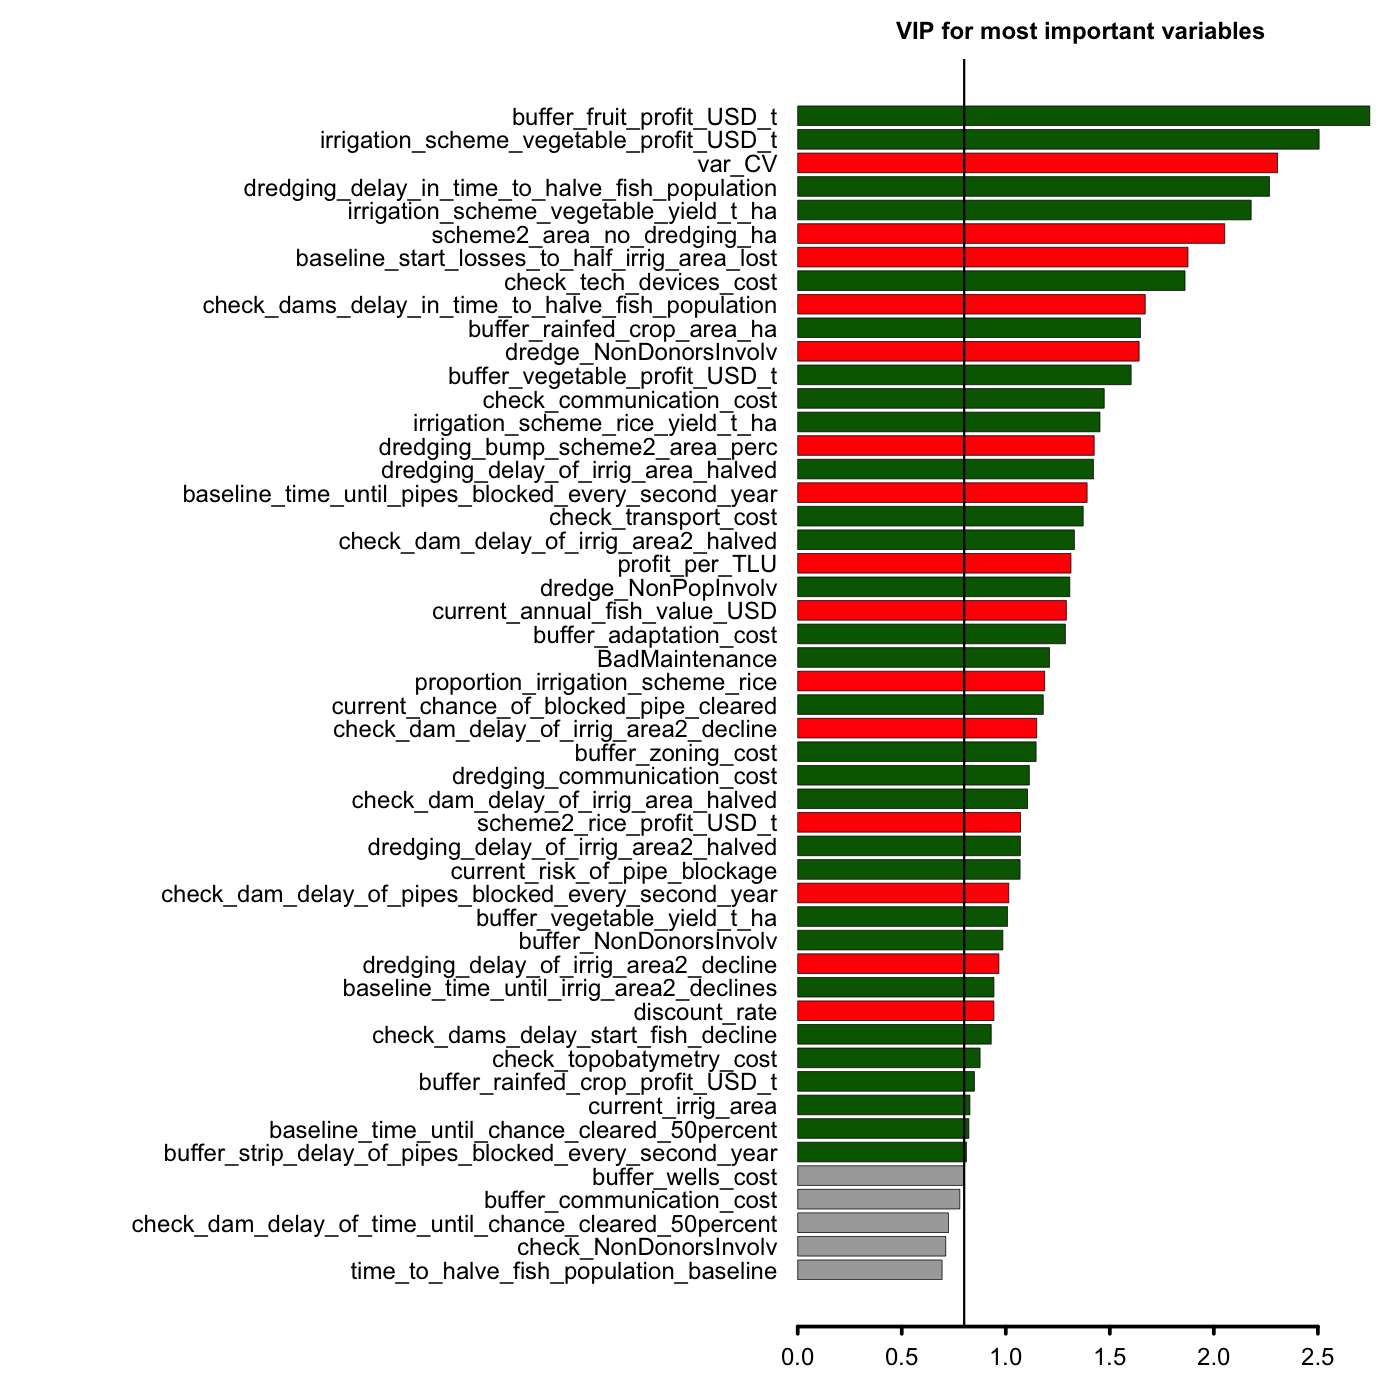 VIP for most important variables
buffer_fruit_profit_USD_t
irrigation_scheme_vegetable_profit_USD_t
var_CV
dredging_delay_in_time_to_halve_fish_population
irrigation_scheme_vegetable_yield_t_ha
scheme2_area_no_dredging_ha
baseline_start_losses_to_half_irrig_area_lost
check_tech_devices_cost
check_dams_delay_in_time_to_halve_fish_population
buffer_rainfed_crop_area_ha
dredge_NonDonorsInvolv
buffer_vegetable_profit_USD_t
check_communication_cost
irrigation_scheme_rice_yield_t_ha
dredging_bump_scheme2_area_perc
dredging_delay_of_irrig_area_halved
baseline_time_until_pipes_blocked_every_second_year
check_transport_cost
check_dam_delay_of_irrig_area2_halved
profit_per_TLU
dredge_NonPopInvolv
current_annual_fish_value_USD
buffer_adaptation_cost
BadMaintenance
proportion_irrigation_scheme_rice
current_chance_of_blocked_pipe_cleared
check_dam_delay_of_irrig_area2_decline
buffer_zoning_cost
dredging_communication_cost
check_dam_delay_of_irrig_area_halved
scheme2_rice_profit_USD_t
dredging_delay_of_irrig_area2_halved
current_risk_of_pipe_blockage
check_dam_delay_of_pipes_blocked_every_second_year
buffer_vegetable_yield_t_ha
buffer_NonDonorsInvolv
dredging_delay_of_irrig_area2_decline
baseline_time_until_irrig_area2_declines
discount_rate
check_dams_delay_start_fish_decline
check_topobatymetry_cost
buffer_rainfed_crop_profit_USD_t
current_irrig_area
baseline_time_until_chance_cleared_50percent
buffer_strip_delay_of_pipes_blocked_every_second_year
buffer_wells_cost
buffer_communication_cost
check_dam_delay_of_time_until_chance_cleared_50percent
check_NonDonorsInvolv
time_to_halve_fish_population_baseline
0.0 0.5 1.0 1.5 2.0 2.5